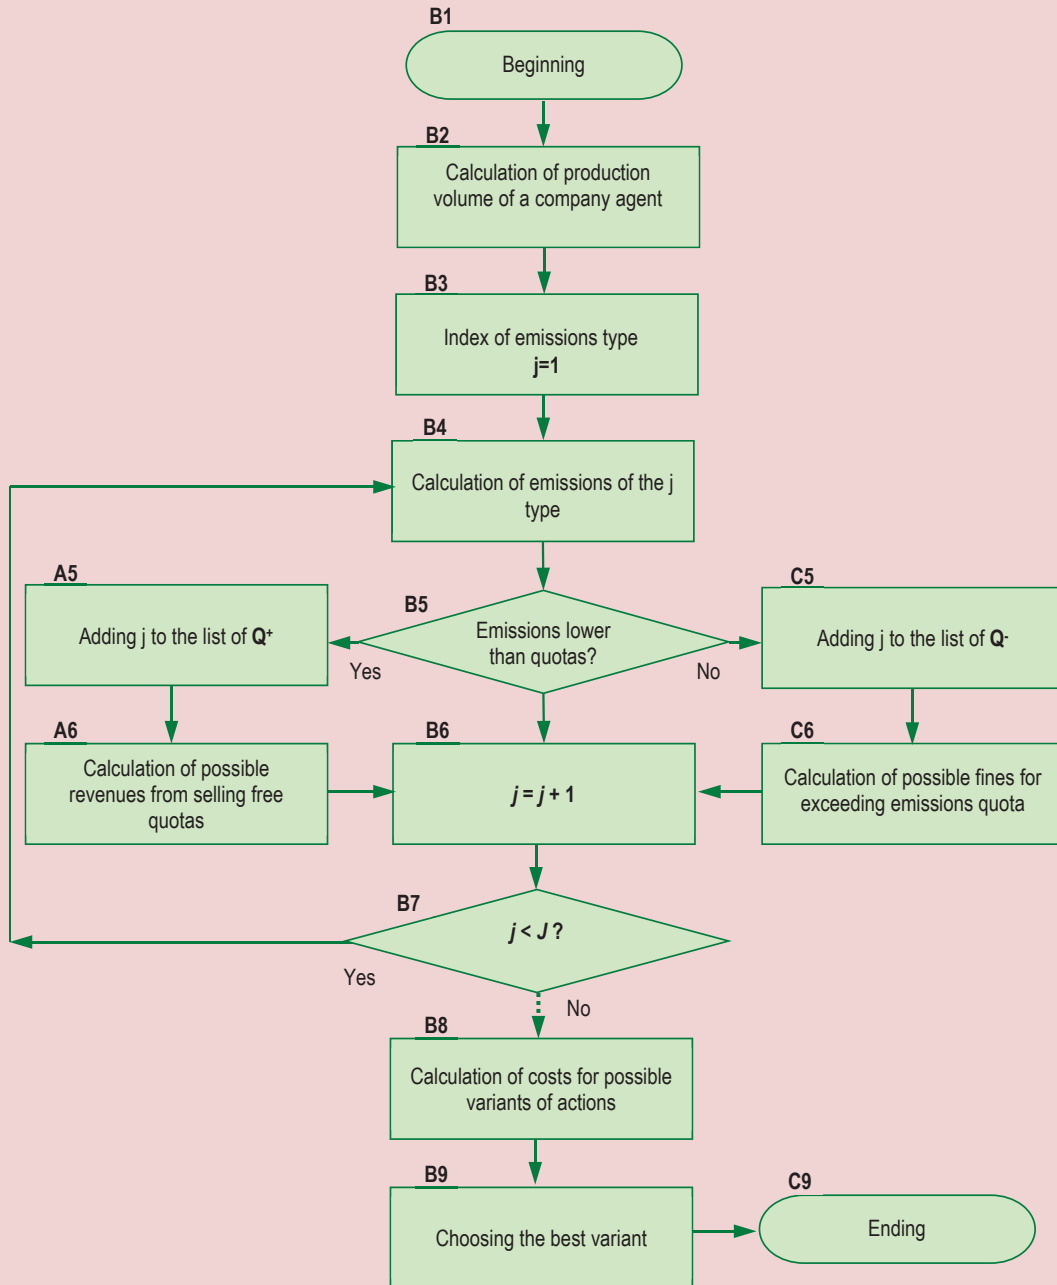 B1
Beginning
B2
Calculation of production
volume of a company agent
B3
Index of emissions type
j=1
B4
Calculation of emissions of the j
type
A5
Adding j to the list of Q⁺
B5
Emissions lower
than quotas?
Yes
No
C5
Adding j to the list of Q⁻
A6
Calculation of possible
revenues from selling free
quotas
B6
j = j + 1
C6
Calculation of possible fines for
exceeding emissions quota
B7
j < J ?
Yes
No
B8
Calculation of costs for possible
variants of actions
B9
Choosing the best variant
C9
Ending